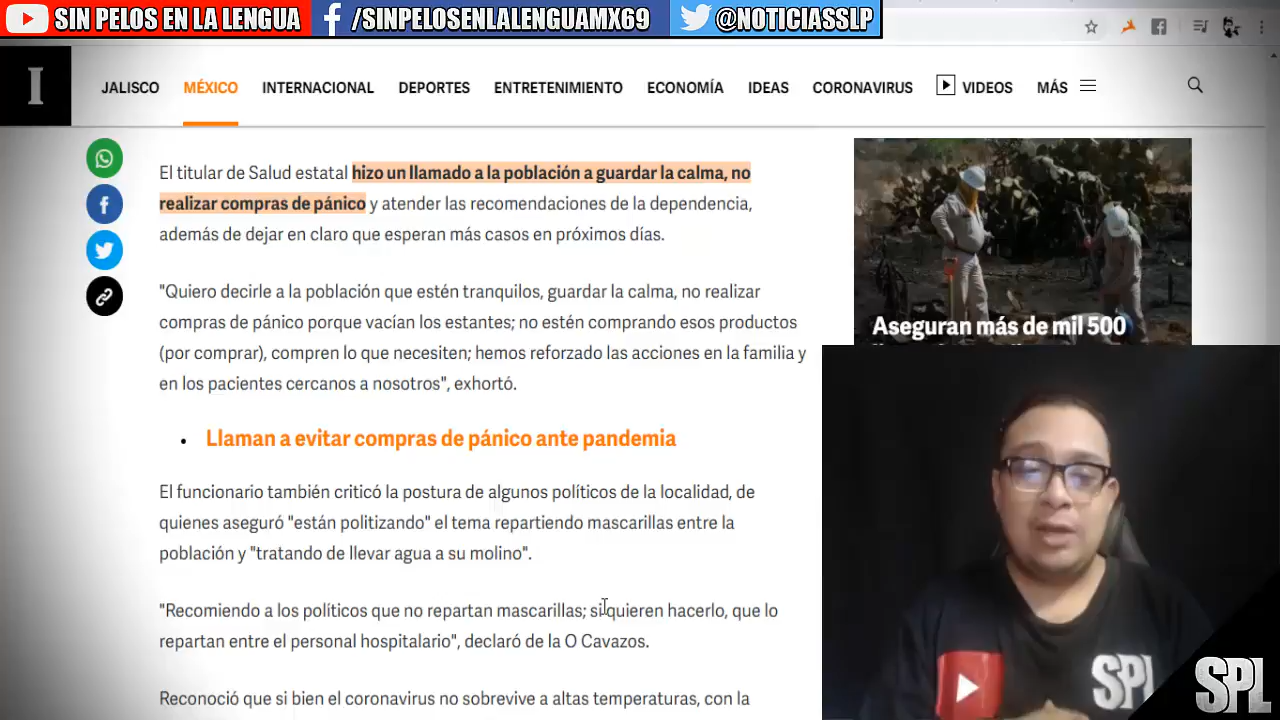 SIN PELOS EN LA LENGUA
/SINPELOSENLALENGUAMX69
@NOTICIASSLP
I
JALISCO
MÉXICO
INTERNACIONAL
DEPORTES
ENTRETENIMIENTO
ECONOMÍA
IDEAS
CORONAVIRUS
VIDEOS
MÁS
El titular de Salud estatal hizo un llamado a la población a guardar la calma, no
realizar compras de pánico y atender las recomendaciones de la dependencia,
además de dejar en claro que esperan más casos en próximos días.
"Quiero decirle a la población que estén tranquilos, guardar la calma, no realizar
compras de pánico porque vacían los estantes; no estén comprando esos productos
(por comprar), compren lo que necesiten; hemos reforzado las acciones en la familia y
en los pacientes cercanos a nosotros", exhortó.
Llaman a evitar compras de pánico ante pandemia
El funcionario también criticó la postura de algunos políticos de la localidad, de
quienes aseguró "están politizando" el tema repartiendo mascarillas entre la
población y "tratando de llevar agua a su molino".
"Recomiendo a los políticos que no repartan mascarillas; si quieren hacerlo, que lo
repartan entre el personal hospitalario", declaró de la O Cavazos.
Reconoció que si bien el coronavirus no sobrevive a altas temperaturas, con la
Aseguran más de mil 500
SPL
SPL